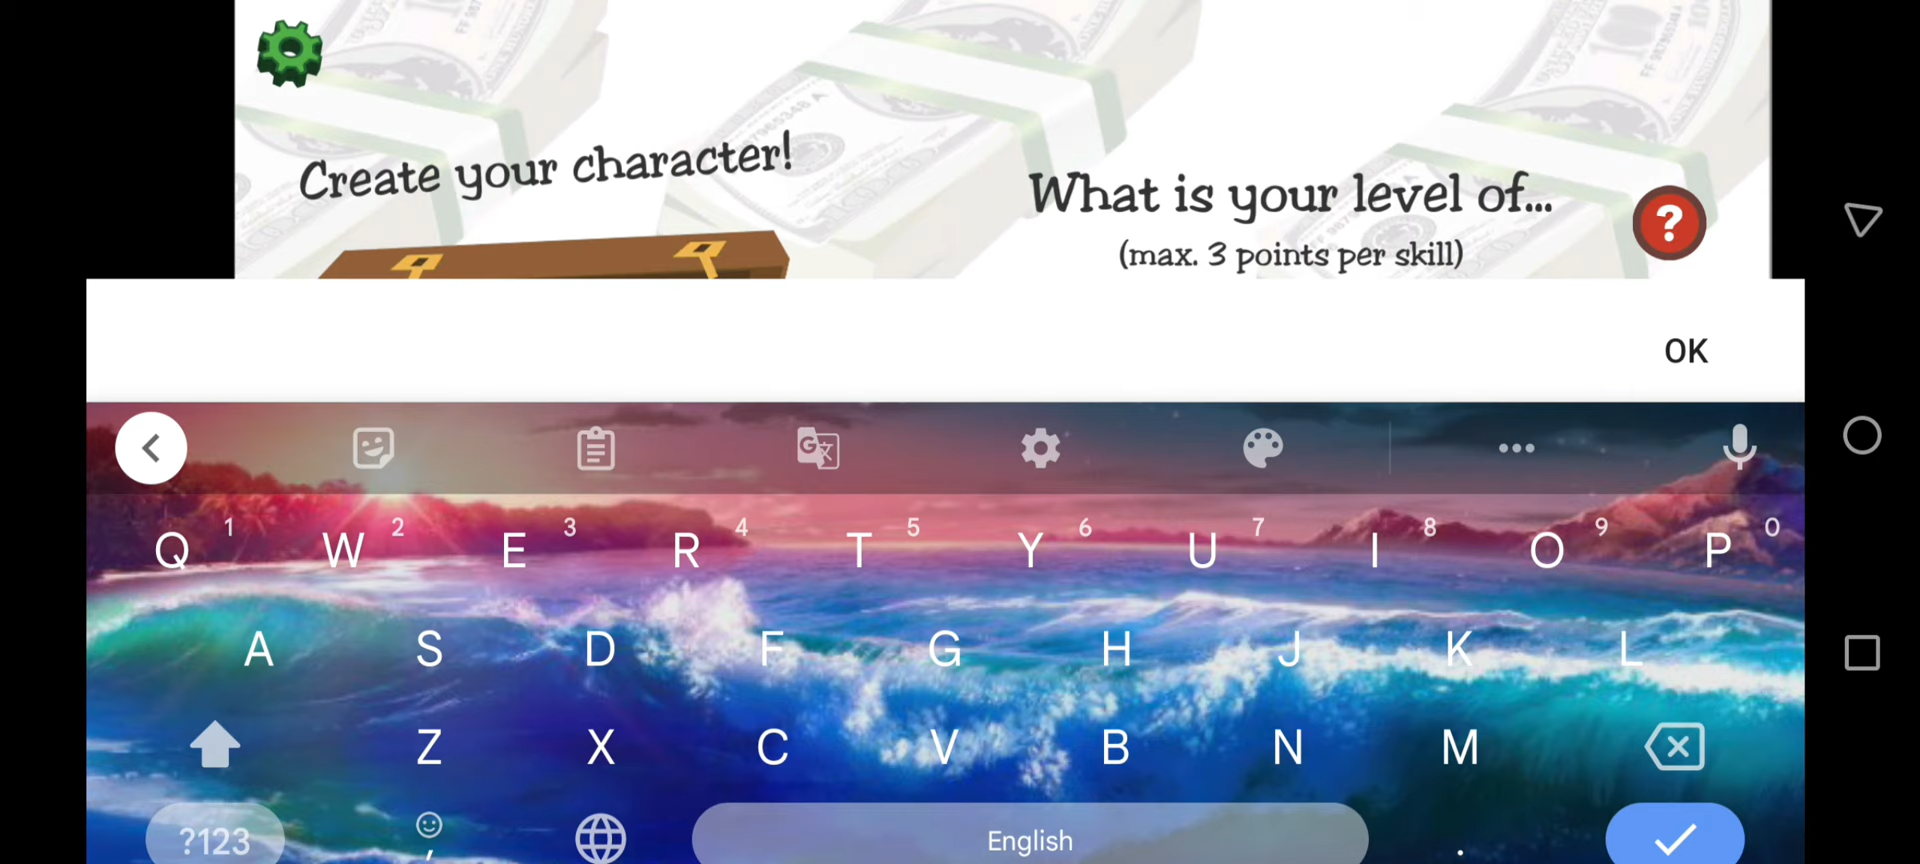 Create your character!
What is your level of...
?
(max. 3 points per skill)
OK
Q 1 W 2 E 3 R 4 T 5 Y 6 U 7 I 8 O 9 P 0
A S D F G H J K L
Z X C V B N M
?123 , English .